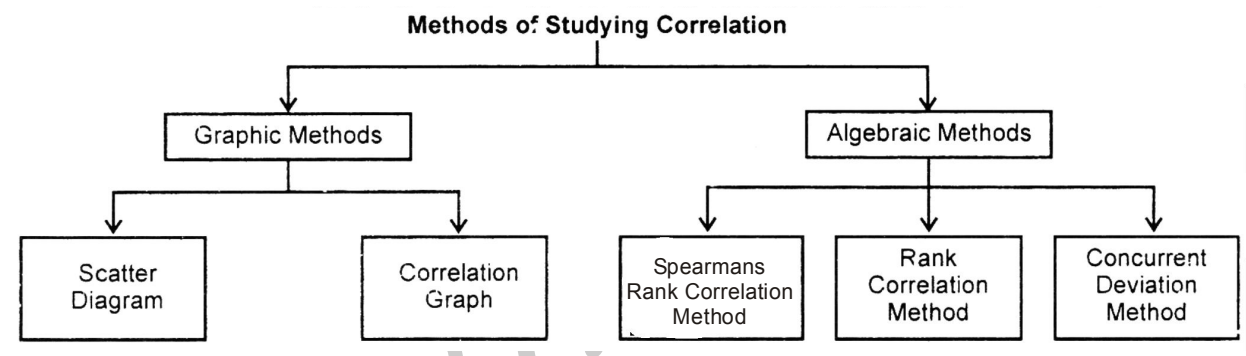 Methods of Studying Correlation
Graphic Methods
Algebraic Methods
Scatter
Diagram
Correlation
Graph
Spearmans
Rank Correlation
Method
Rank
Correlation
Method
Concurrent
Deviation
Method